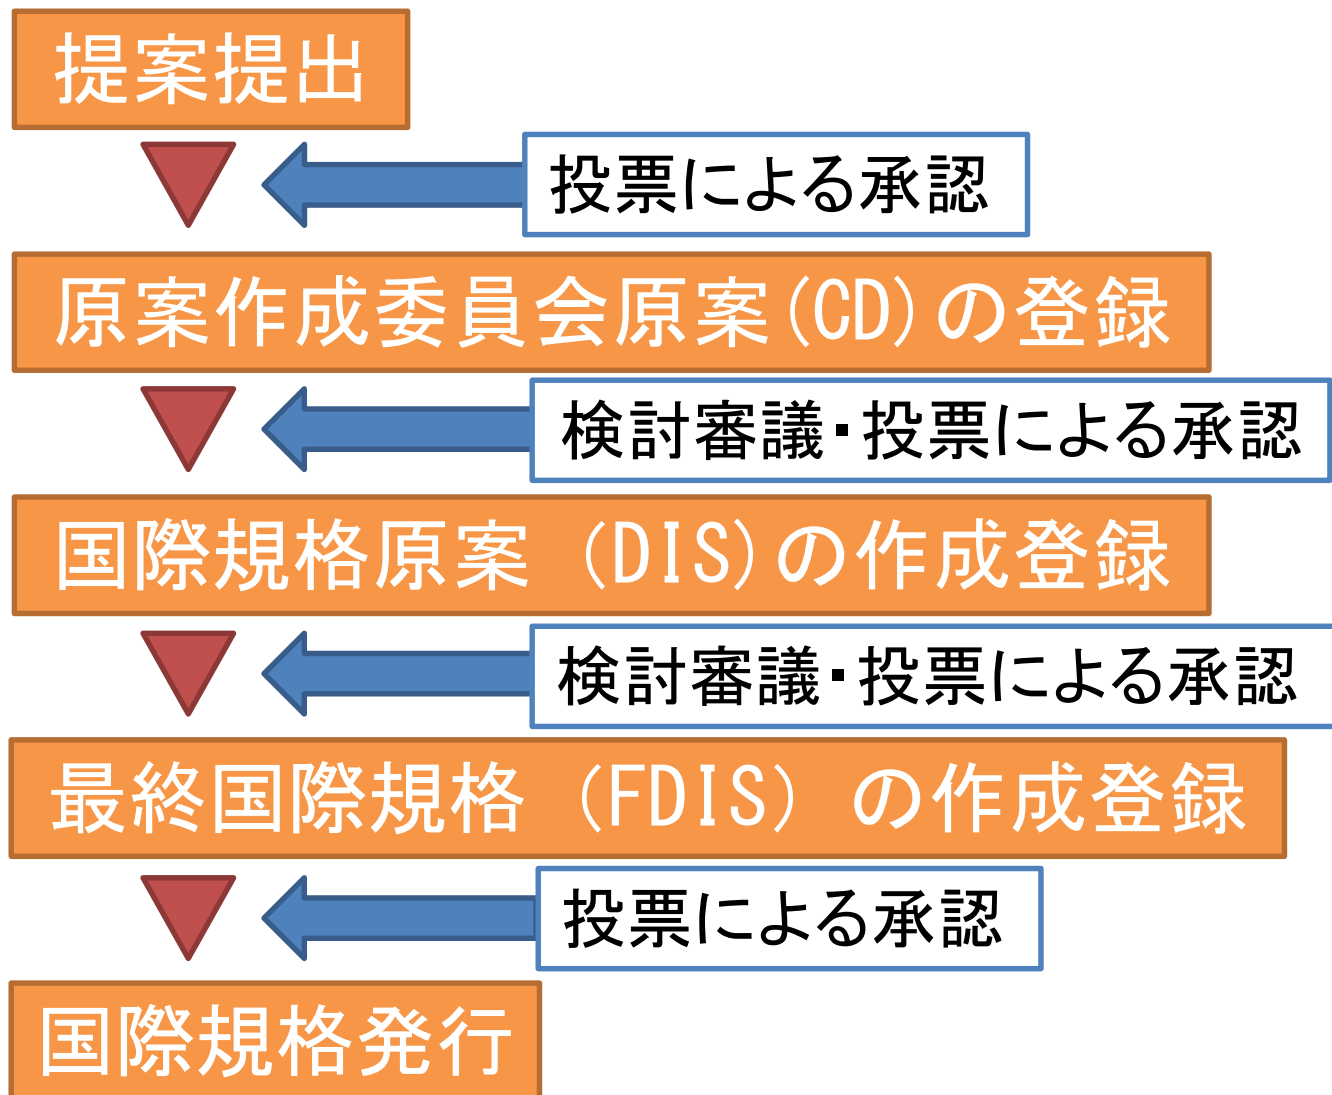 提案提出
投票による承認
原案作成委員会原案(CD)の登録
検討審議・投票による承認
国際規格原案 (DIS)の作成登録
検討審議・投票による承認
最終国際規格 (FDIS) の作成登録
投票による承認
国際規格発行